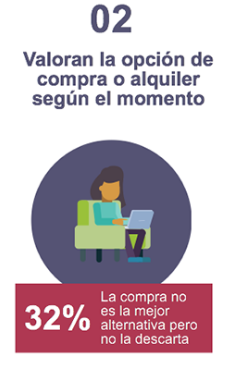 02
Valoran la opción de
compra o alquiler
según el momento
32%
La compra no
es la mejor
alternativa pero
no la descarta